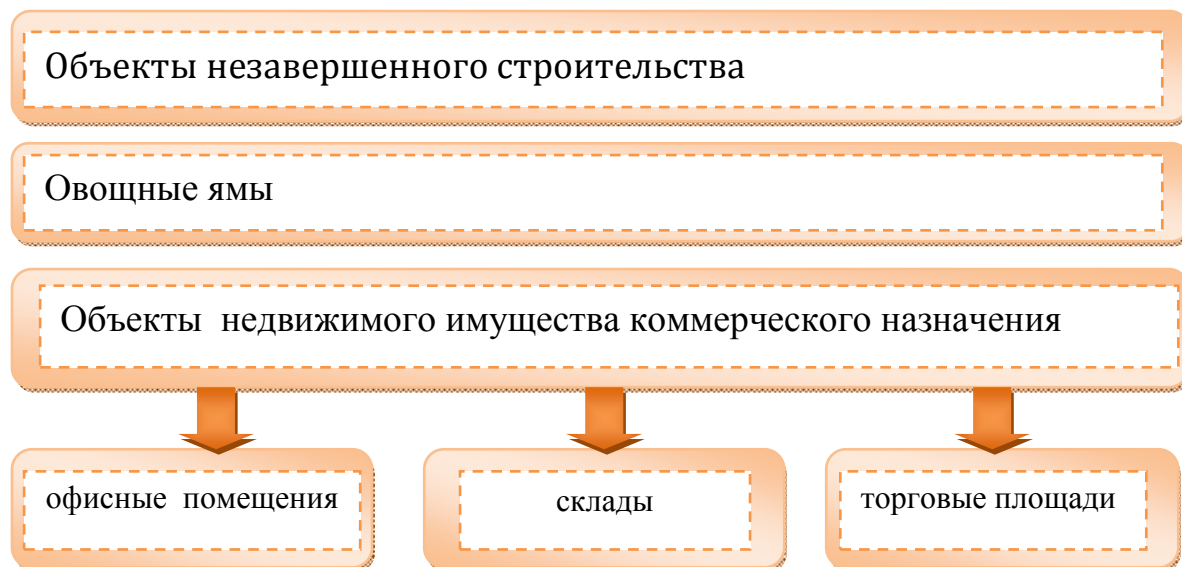 Объекты незавершенного строительства
Овощные ямы
Объекты недвижимого имущества коммерческого назначения
офисные помещения
склады
торговые площади